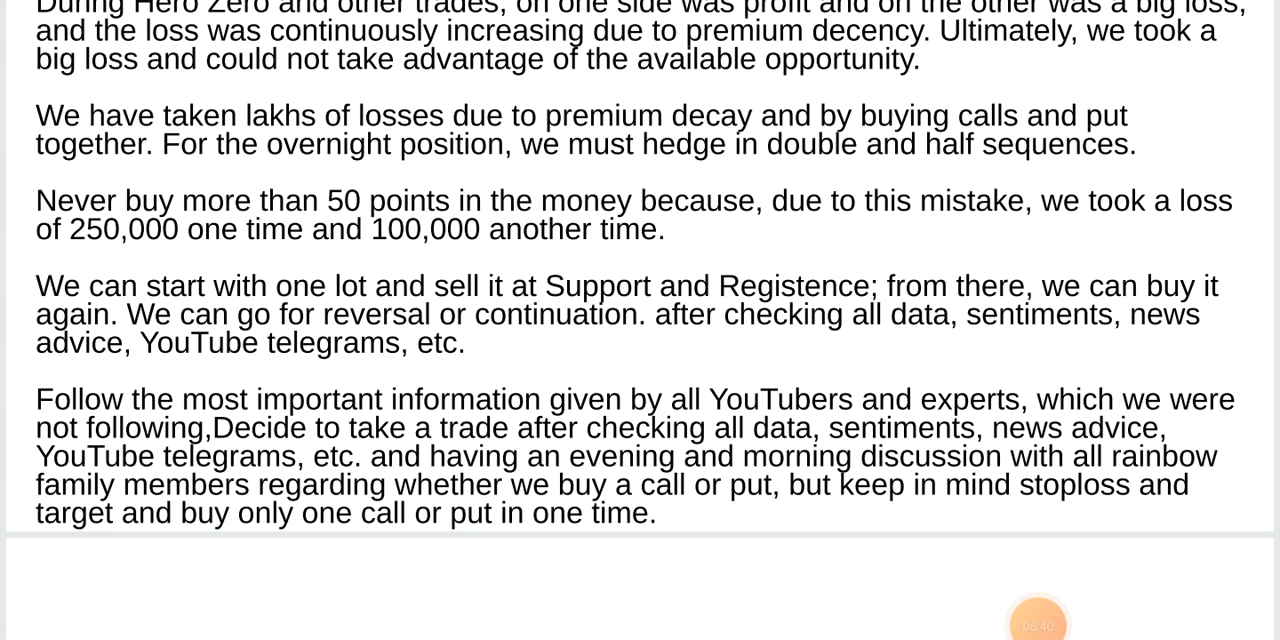 During Hero Zero and other trades, on one side was profit and on the other was a big loss,
and the loss was continuously increasing due to premium decency. Ultimately, we took a
big loss and could not take advantage of the available opportunity.
We have taken lakhs of losses due to premium decay and by buying calls and put
together. For the overnight position, we must hedge in double and half sequences.
Never buy more than 50 points in the money because, due to this mistake, we took a loss
of 250,000 one time and 100,000 another time.
We can start with one lot and sell it at Support and Registence; from there, we can buy it
again. We can go for reversal or continuation. after checking all data, sentiments, news
advice, YouTube telegrams, etc.
Follow the most important information given by all YouTubers and experts, which we were
not following,Decide to take a trade after checking all data, sentiments, news advice,
YouTube telegrams, etc. and having an evening and morning discussion with all rainbow
family members regarding whether we buy a call or put, but keep in mind stoploss and
target and buy only one call or put in one time.
06:40